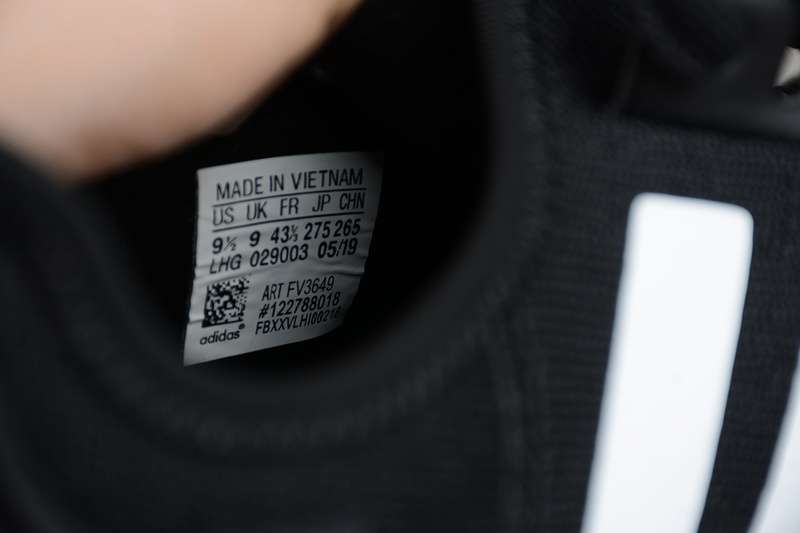 MADE IN VIETNAM
US UK FR JP CHN
9½ 9 43⅓ 275 265
LHG 029003 05/19
ART FV3649
#122788018
FBXXVLHI00218
adidas®